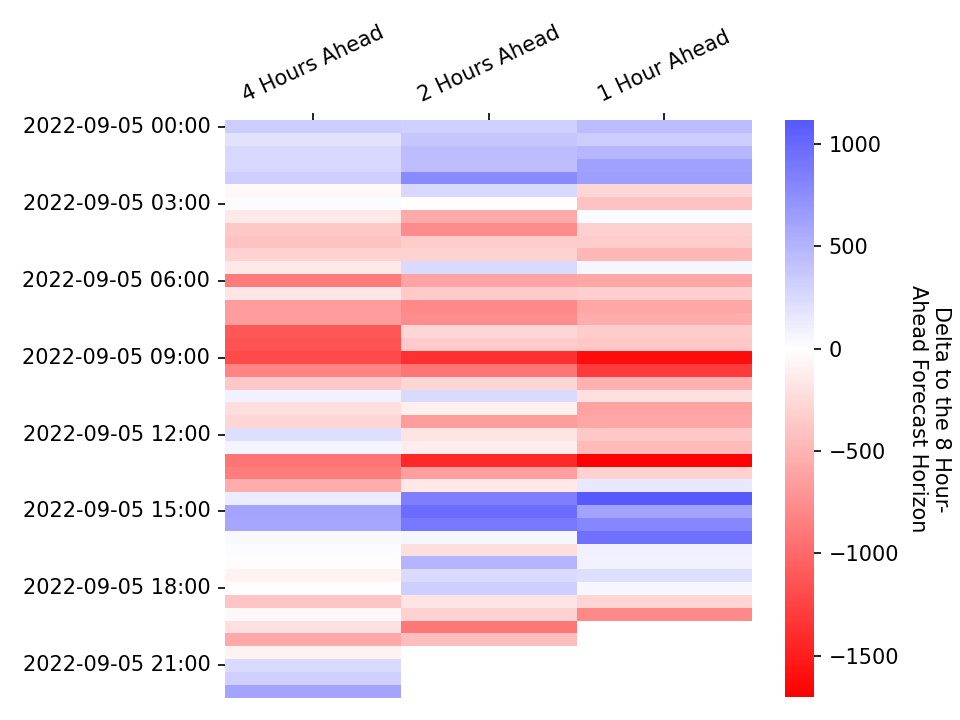 4 Hours Ahead
2 Hours Ahead
1 Hour Ahead
2022-09-05 00:00
2022-09-05 03:00
2022-09-05 06:00
2022-09-05 09:00
2022-09-05 12:00
2022-09-05 15:00
2022-09-05 18:00
2022-09-05 21:00
1000
500
0
−500
−1000
−1500
Delta to the 8 Hour-
Ahead Forecast Horizon